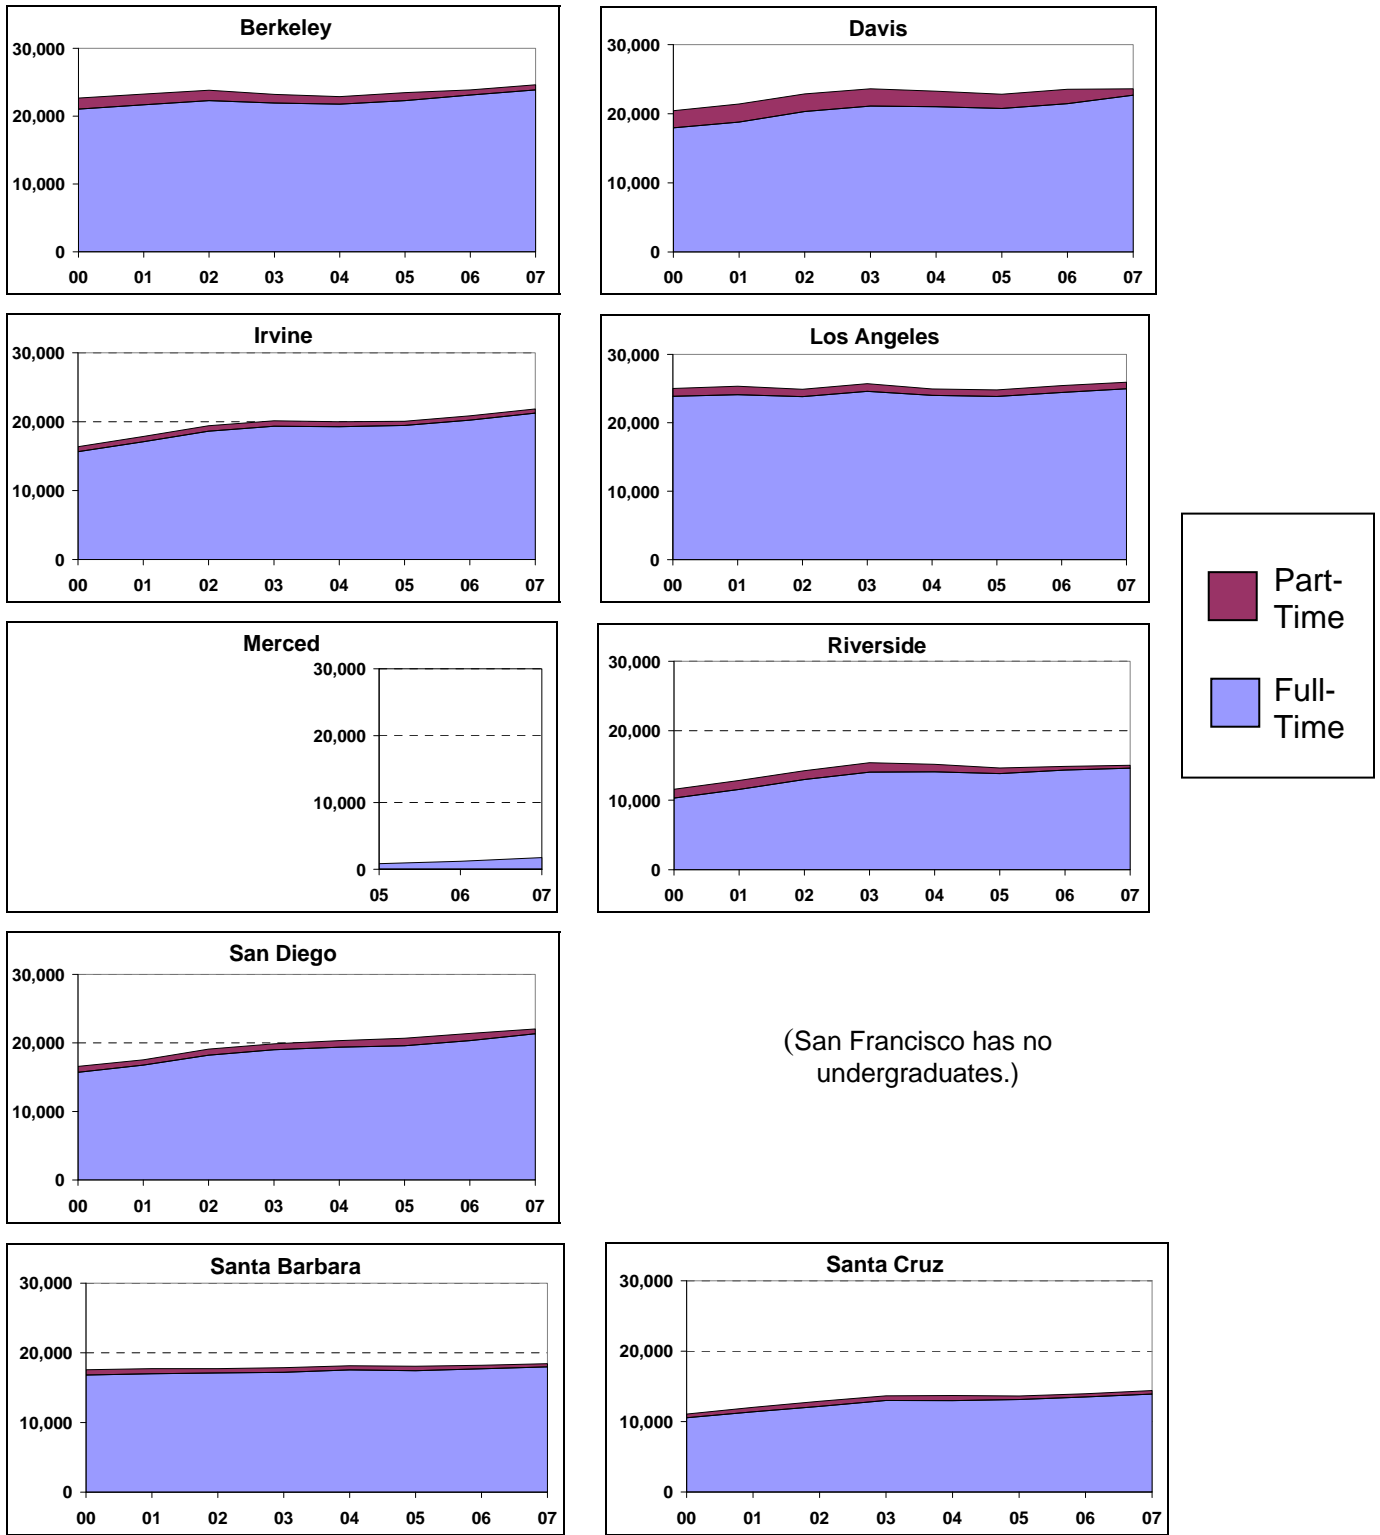 Berkeley
30,000
20,000
10,000
0
00 01 02 03 04 05 06 07
Davis
30,000
20,000
10,000
0
00 01 02 03 04 05 06 07
Irvine
30,000
20,000
10,000
0
00 01 02 03 04 05 06 07
Los Angeles
30,000
20,000
10,000
0
00 01 02 03 04 05 06 07
Part-
Time
Full-
Time
Merced
30,000
20,000
10,000
0
05 06 07
Riverside
30,000
20,000
10,000
0
00 01 02 03 04 05 06 07
San Diego
30,000
20,000
10,000
0
00 01 02 03 04 05 06 07
(San Francisco has no
undergraduates.)
Santa Barbara
30,000
20,000
10,000
0
00 01 02 03 04 05 06 07
Santa Cruz
30,000
20,000
10,000
0
00 01 02 03 04 05 06 07